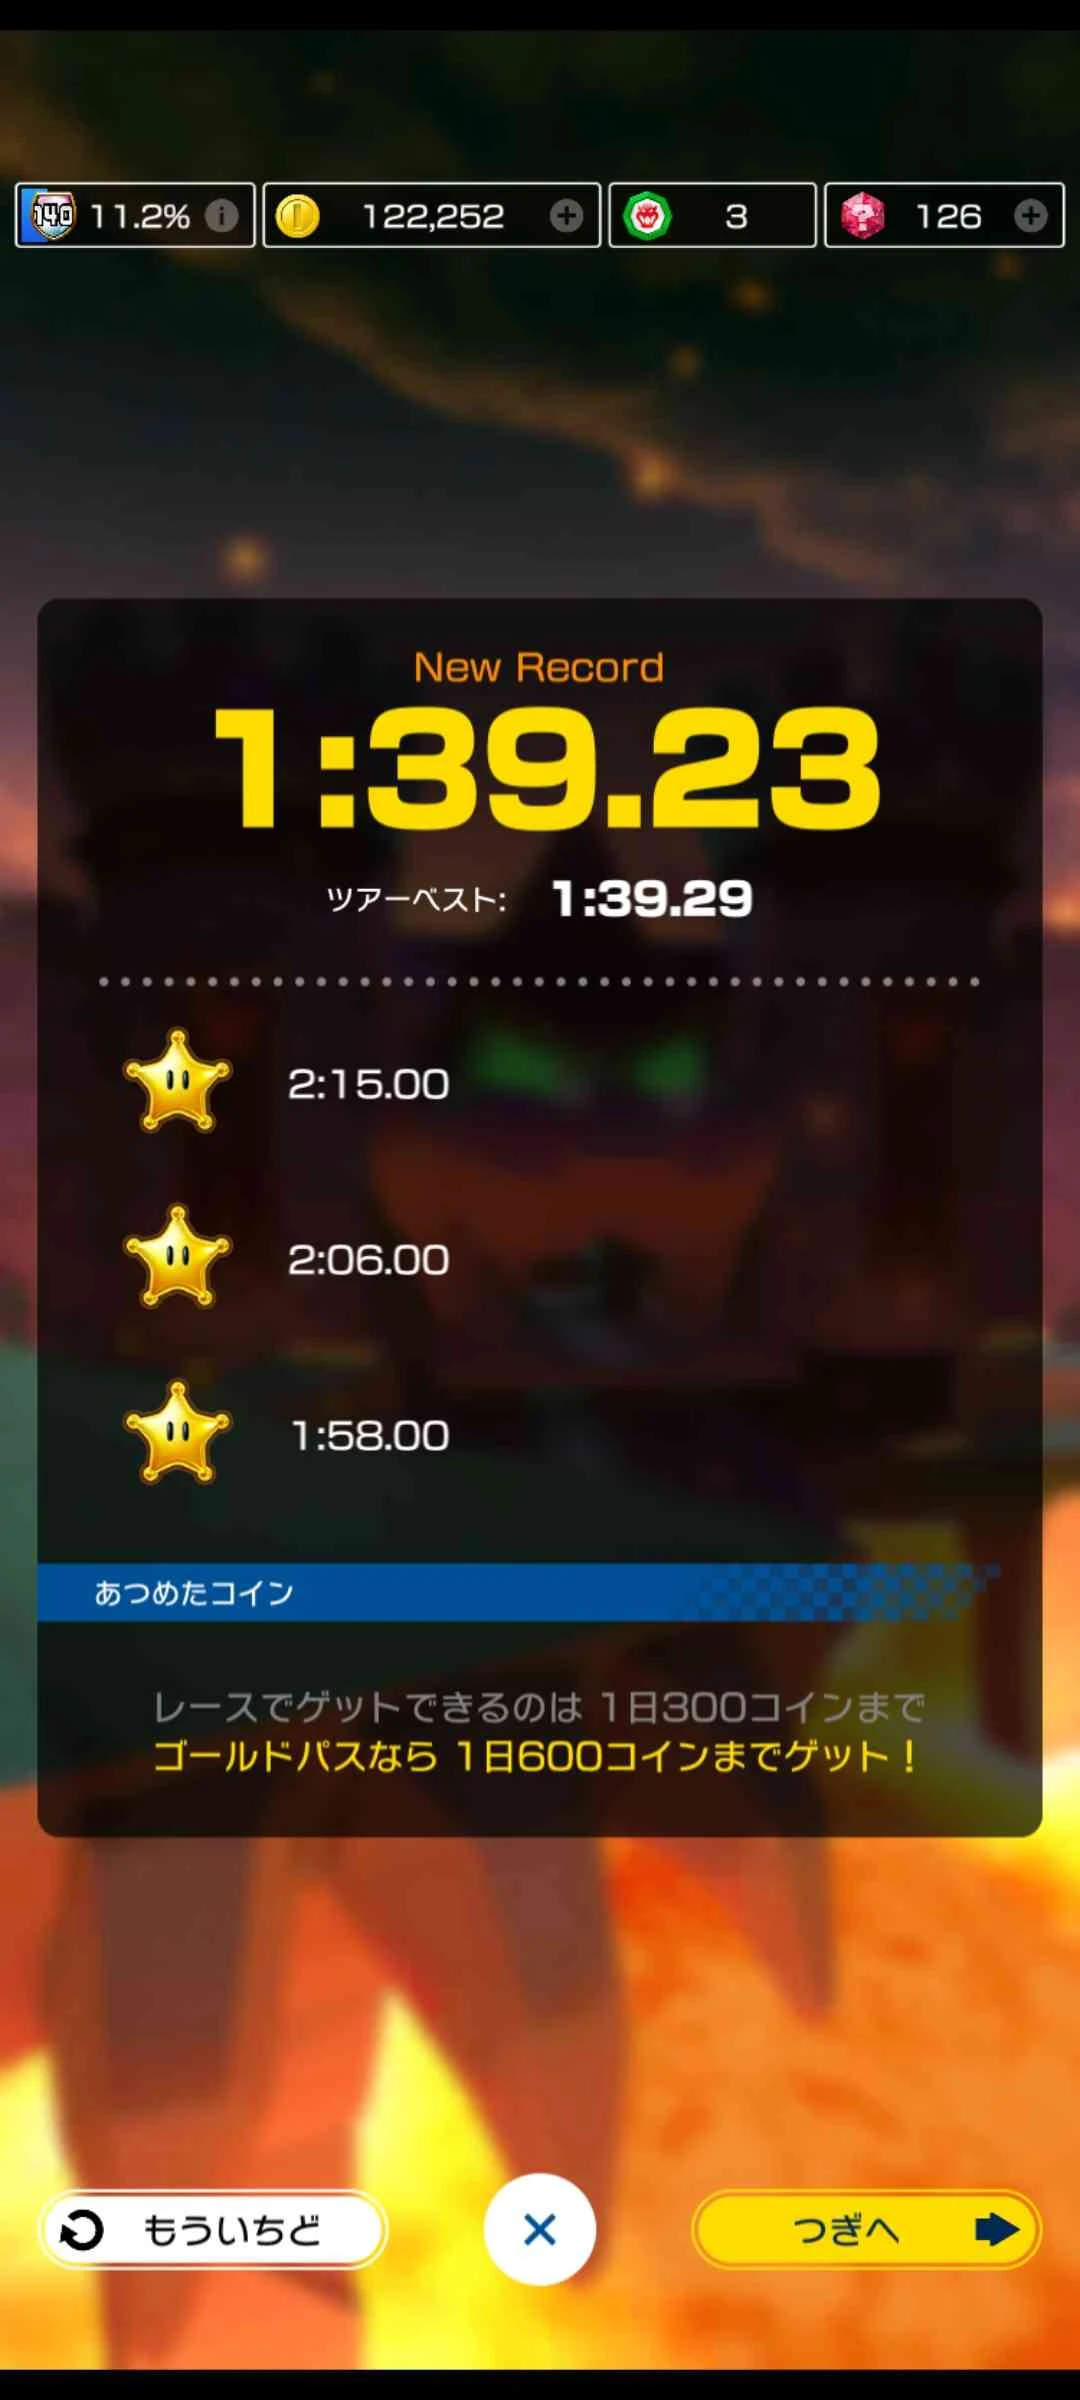 140 11.2% i 122,252 + 3 ? 126 +
New Record
1:39.23
ツアーベスト: 1:39.29
2:15.00
2:06.00
1:58.00
あつめたコイン
レースでゲットできるのは 1日300コインまで
ゴールドパスなら 1日600コインまでゲット！
もういちど × つぎへ